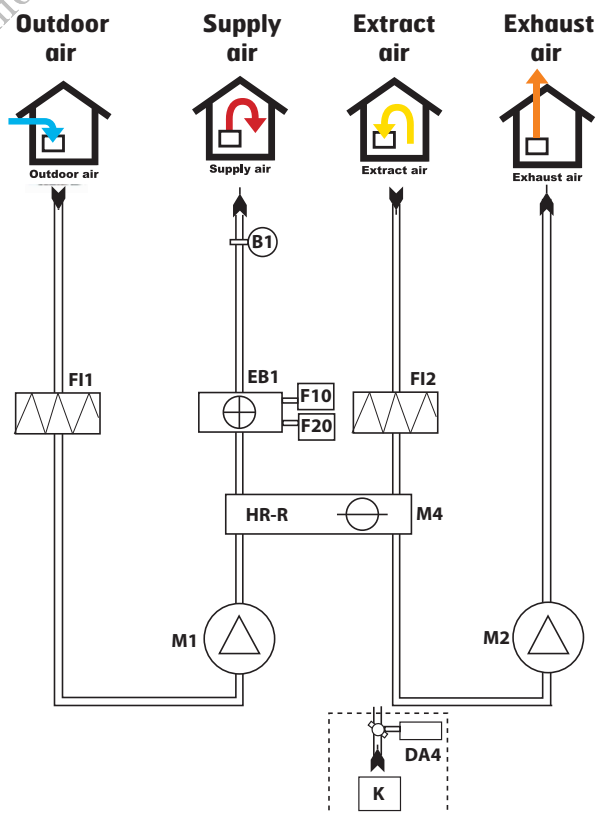 Outdoor air
Supply air
Extract air
Exhaust air
Outdoor air
Supply air
Extract air
Exhaust air
B1
FI1
EB1
F10
F20
FI2
HR-R
M4
M1
M2
DA4
K